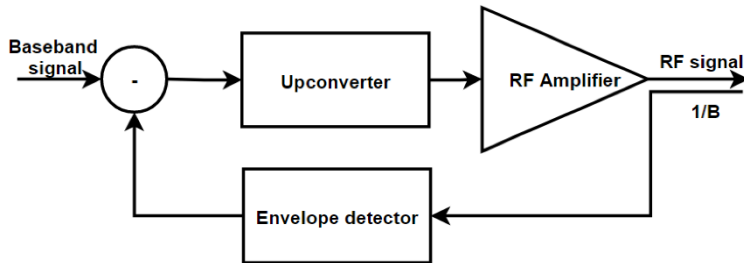 Baseband
signal
-
Upconverter
RF Amplifier
RF signal
1/B
Envelope detector